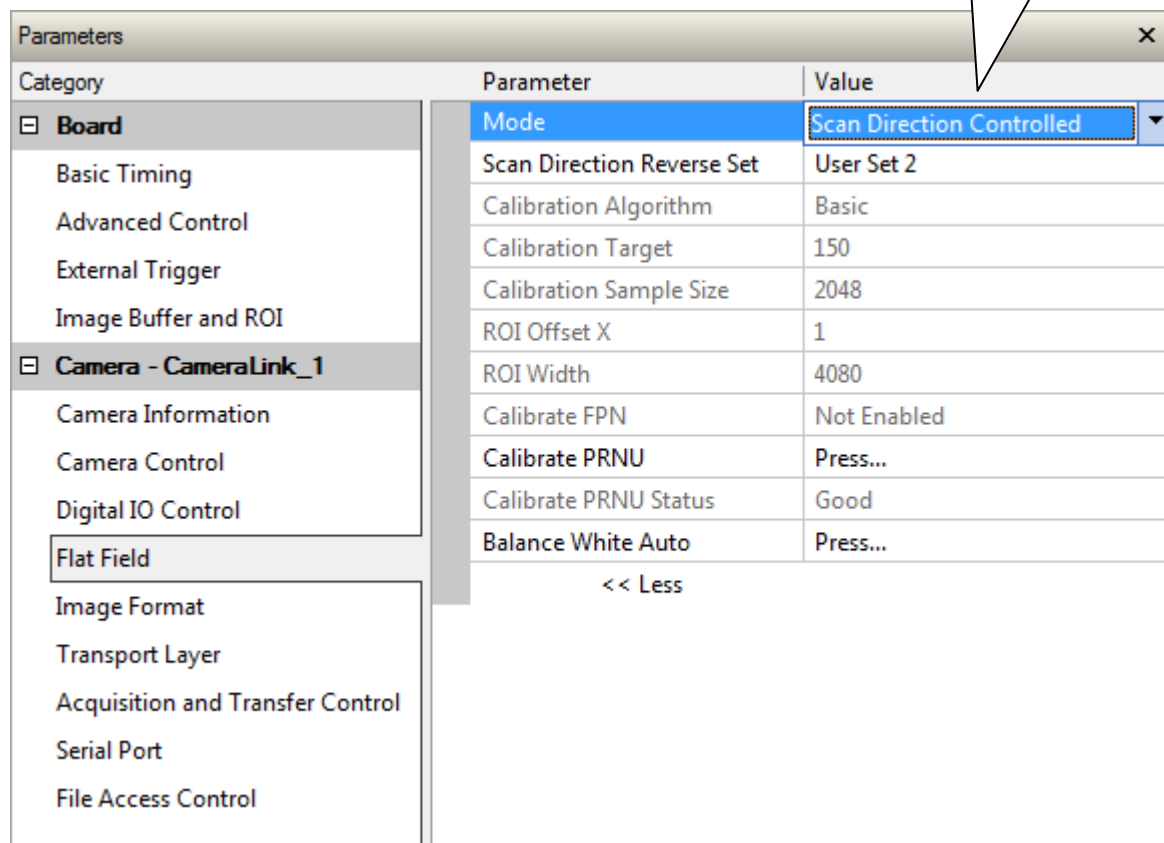 Parameters
Category
Board
Basic Timing
Advanced Control
External Trigger
Image Buffer and ROI
Camera - CameraLink_1
Camera Information
Camera Control
Digital IO Control
Flat Field
Image Format
Transport Layer
Acquisition and Transfer Control
Serial Port
File Access Control
Parameter Value
Mode Scan Direction Controlled
Scan Direction Reverse Set User Set 2
Calibration Algorithm Basic
Calibration Target 150
Calibration Sample Size 2048
ROI Offset X 1
ROI Width 4080
Calibrate FPN Not Enabled
Calibrate PRNU Press...
Calibrate PRNU Status Good
Balance White Auto Press...
<< Less